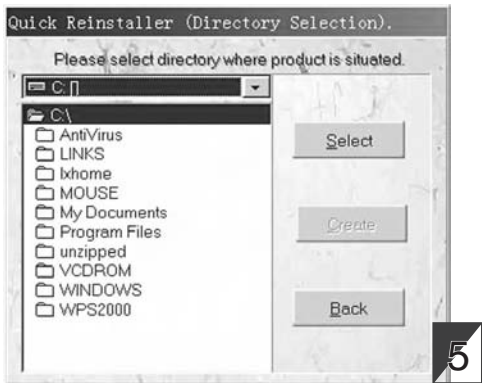 Quick Reinstaller (Directory Selection).
Please select directory where product is situated.
C: []
C:\
AntiVirus
LINKS
lxhome
MOUSE
My Documents
Program Files
unzipped
VCDROM
WINDOWS
WPS2000
Select
Create
Back
5